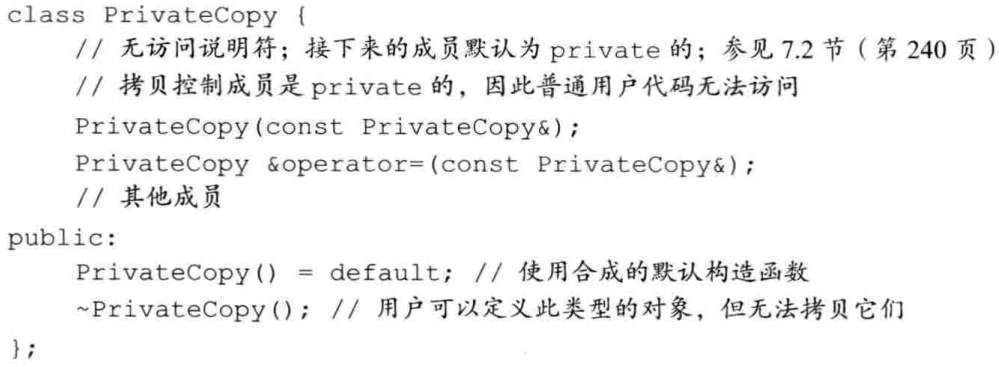 class PrivateCopy {
// 无访问说明符；接下来的成员默认为 private 的；参见 7.2 节（第 240 页）
// 拷贝控制成员是 private 的，因此普通用户代码无法访问
PrivateCopy(const PrivateCopy&);
PrivateCopy &operator=(const PrivateCopy&);
// 其他成员
public:
PrivateCopy() = default; // 使用合成的默认构造函数
~PrivateCopy(); // 用户可以定义此类型的对象，但无法拷贝它们
};